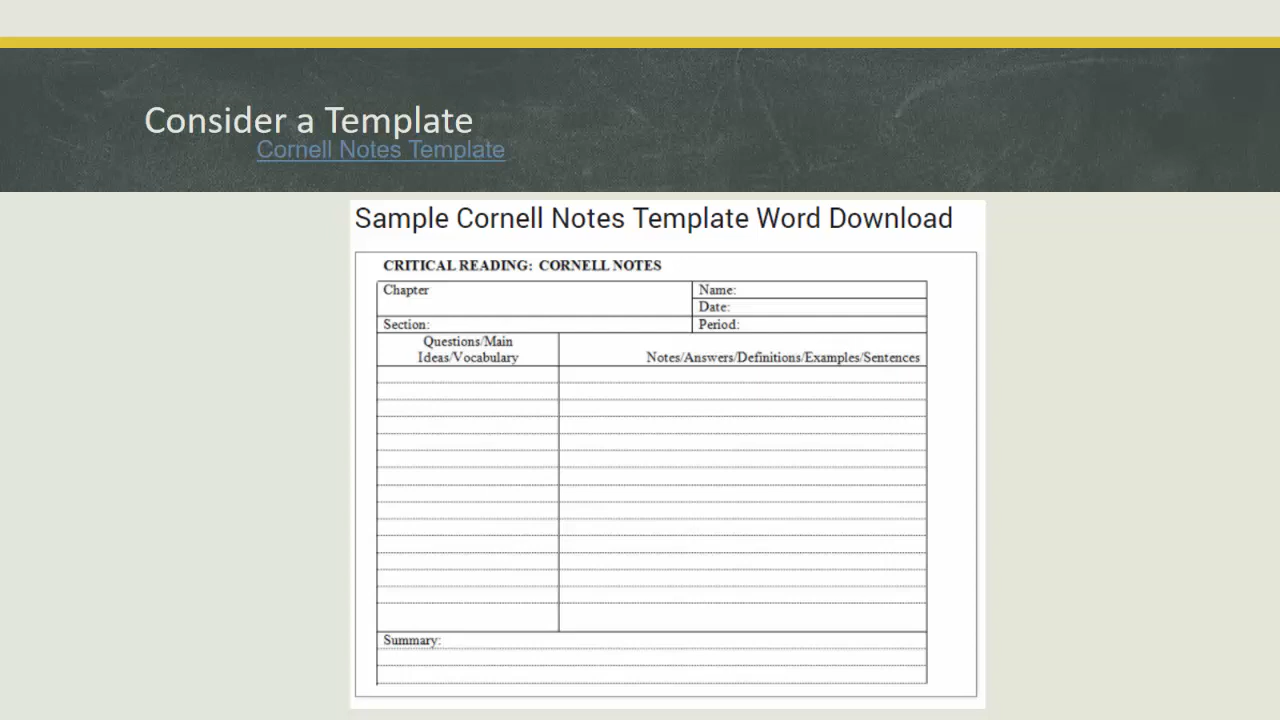 Consider a Template
Cornell Notes Template
Sample Cornell Notes Template Word Download
CRITICAL READING: CORNELL NOTES
Chapter
Name:
Date:
Section:
Period:
Questions/Main
Ideas/Vocabulary
Notes/Answers/Definitions/Examples/Sentences
Summary: